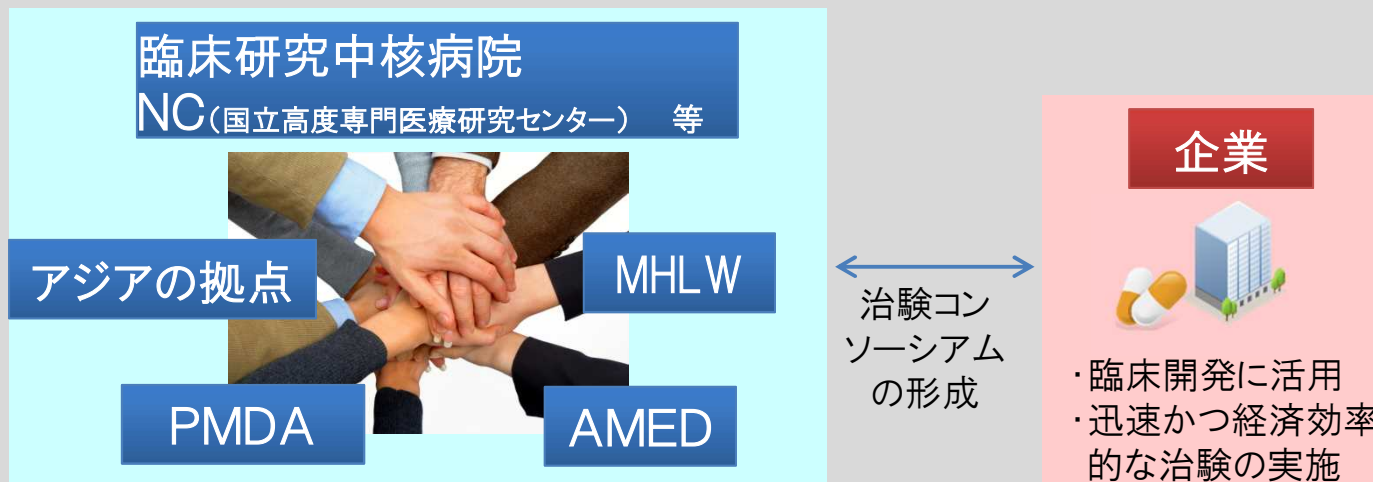 臨床研究中核病院
NC(国立高度専門医療研究センター) 等
アジアの拠点
MHLW
PMDA
AMED
治験コン
ソーシアム
の形成
企業
・臨床開発に活用
・迅速かつ経済効率
的な治験の実施